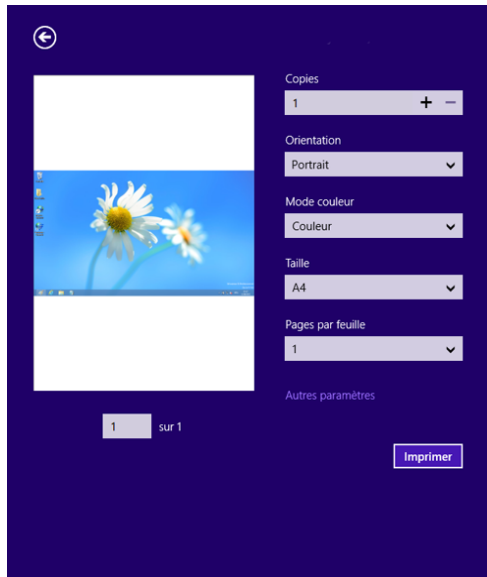 Copies
1
Orientation
Portrait
Mode couleur
Couleur
Taille
A4
Pages par feuille
1
Autres paramètres
1 sur 1
Imprimer